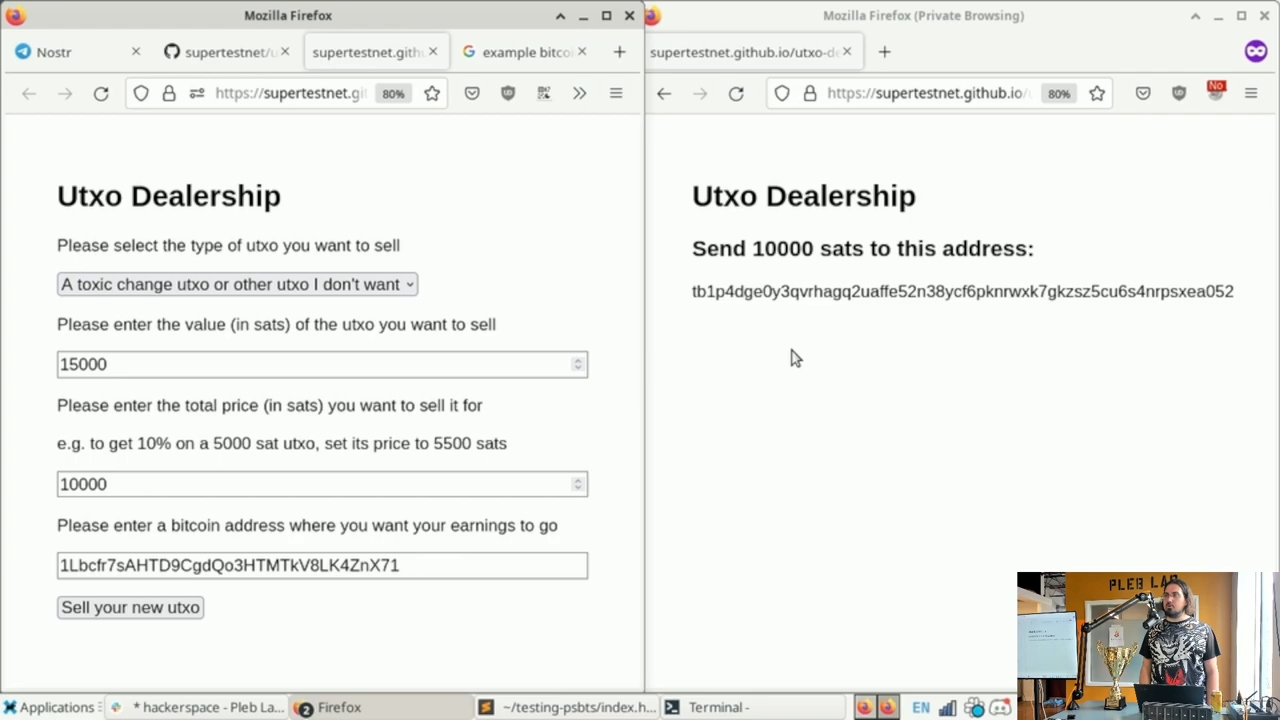 Mozilla Firefox
Nostr
supertestnet/u
supertestnet.gith
example bitcoi
https://supertestnet.gi
80%
Utxo Dealership
Please select the type of utxo you want to sell
A toxic change utxo or other utxo I don't want
Please enter the value (in sats) of the utxo you want to sell
15000
Please enter the total price (in sats) you want to sell it for
e.g. to get 10% on a 5000 sat utxo, set its price to 5500 sats
10000
Please enter a bitcoin address where you want your earnings to go
1Lbcfr7sAHTD9CgdQo3HTMTkV8LK4ZnX71
Sell your new utxo
Mozilla Firefox (Private Browsing)
supertestnet.github.io/utxo-de
https://supertestnet.github.io/
80%
No
Utxo Dealership
Send 10000 sats to this address:
tb1p4dge0y3qvrhagq2uaffe52n38ycf6pknrwxk7gkzsz5cu6s4nrpsxea052
PLEB LAB
Applications
* hackerspace - Pleb La...
2 Firefox
~/testing-psbts/index.h...
Terminal -
EN